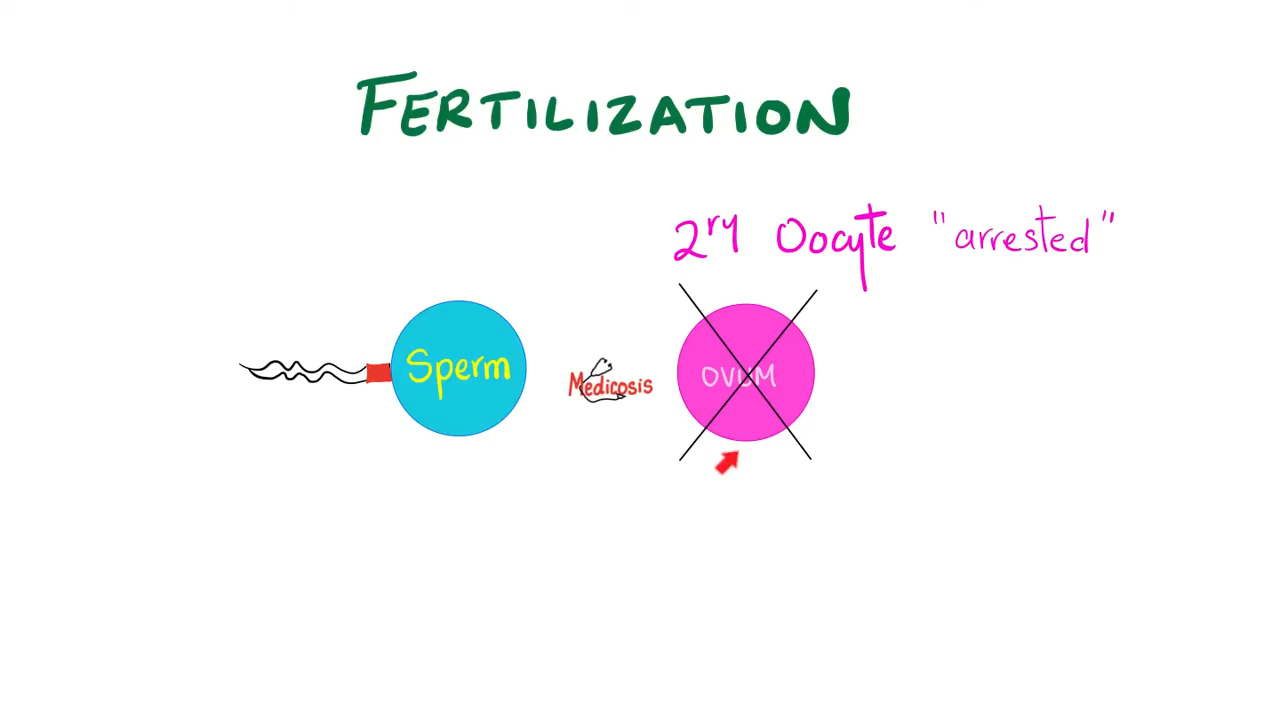 FERTILIZATION
2ry Oocyte "arrested"
Sperm
Medicosis
OVUM